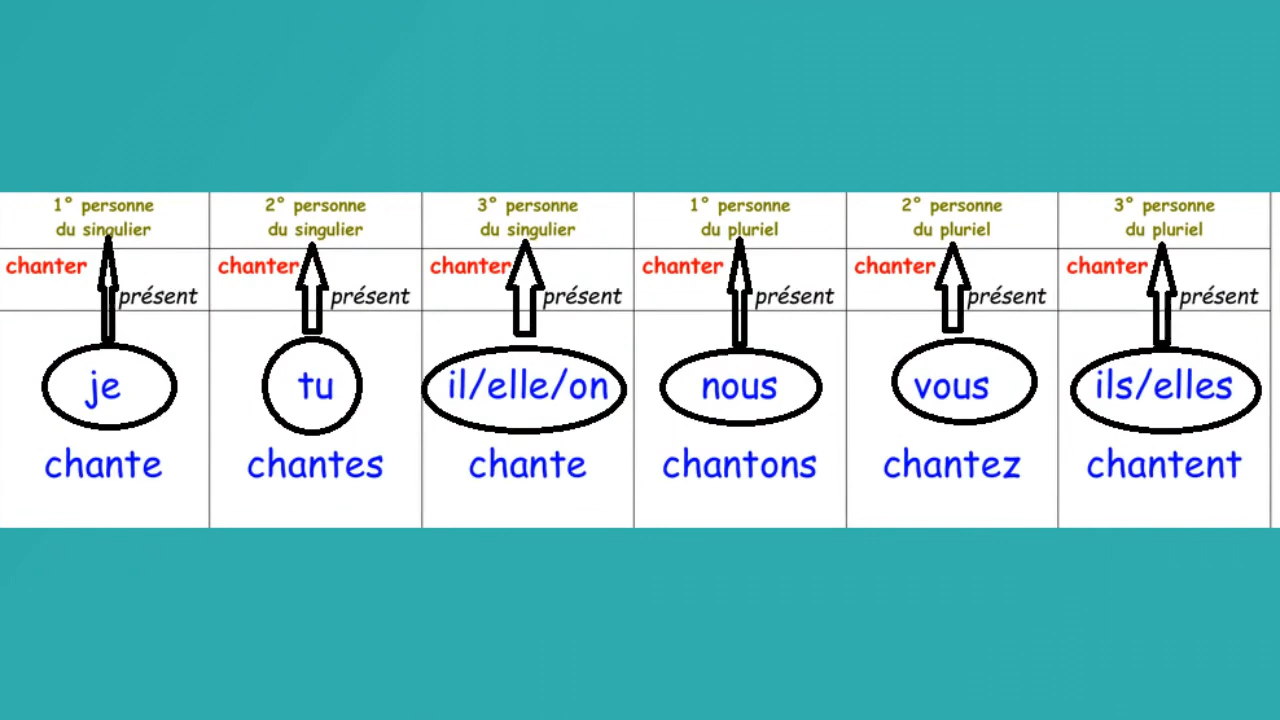 1° personne
du singulier
chanter
présent
je
chante
2° personne
du singulier
chanter
présent
tu
chantes
3° personne
du singulier
chanter
présent
il/elle/on
chante
1° personne
du pluriel
chanter
présent
nous
chantons
2° personne
du pluriel
chanter
présent
vous
chantez
3° personne
du pluriel
chanter
présent
ils/elles
chantent